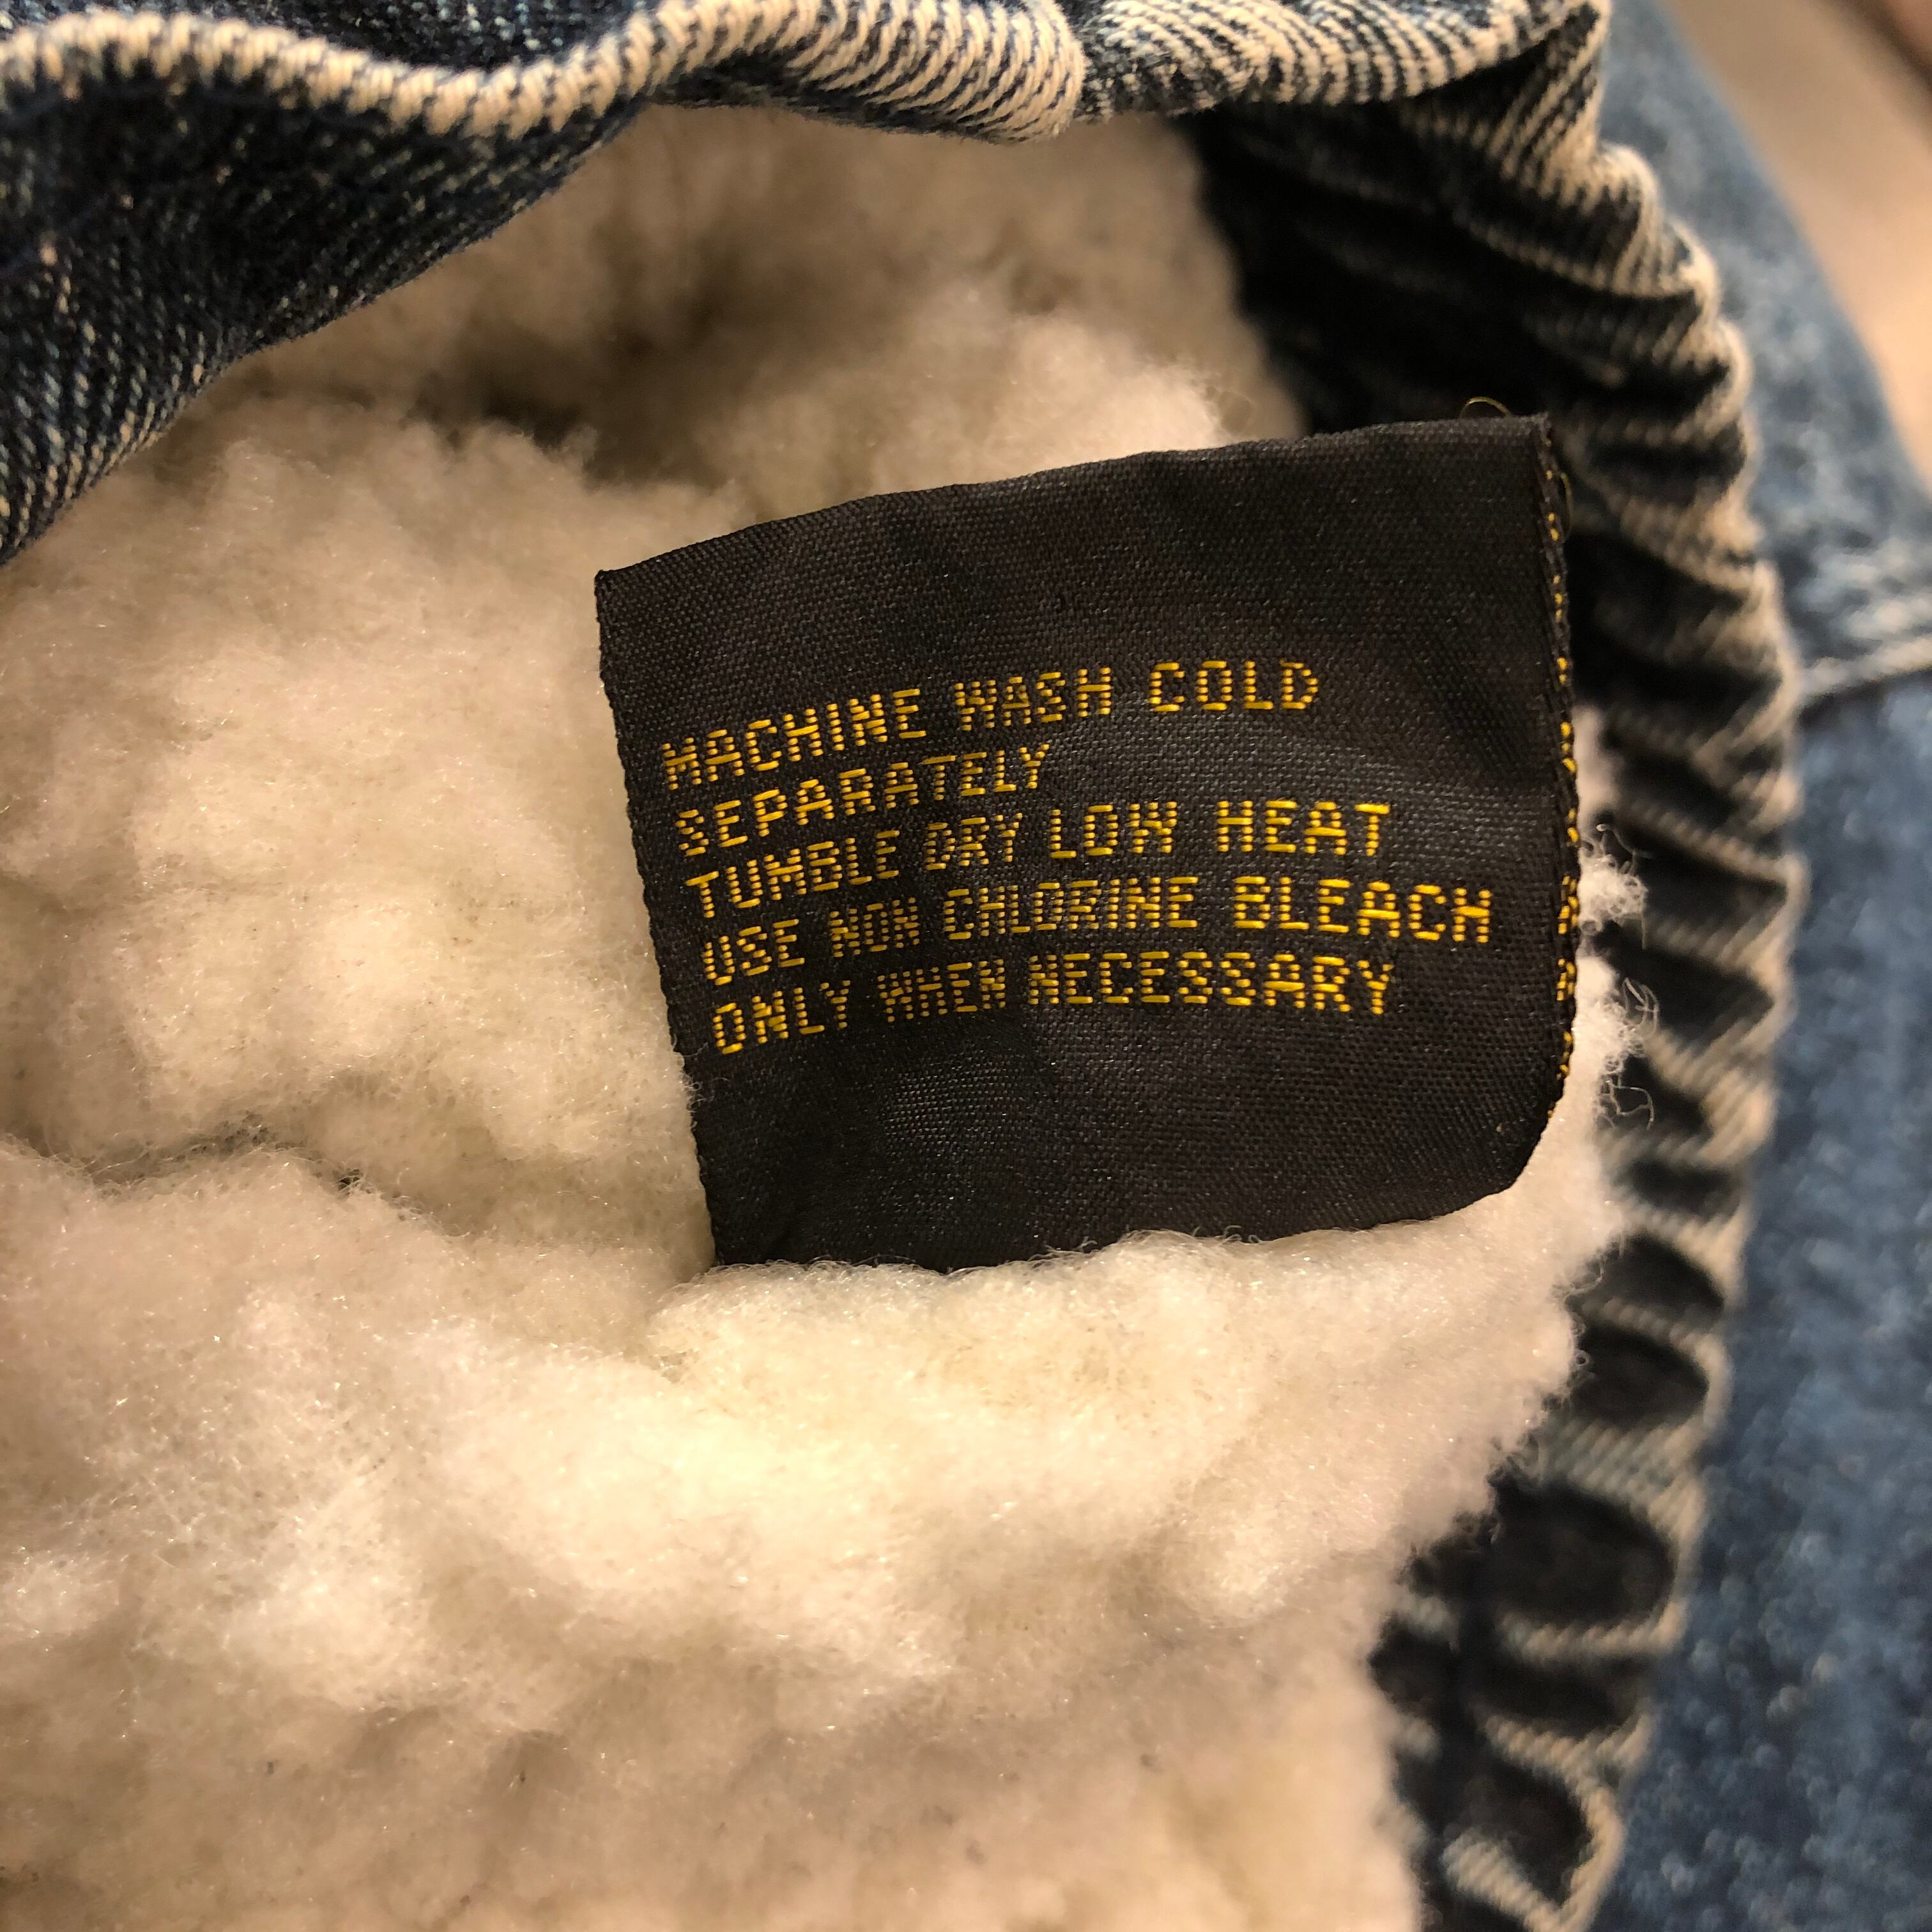 MACHINE WASH COLD
SEPARATELY
TUMBLE DRY LOW HEAT
USE NON CHLORINE BLEACH
ONLY WHEN NECESSARY